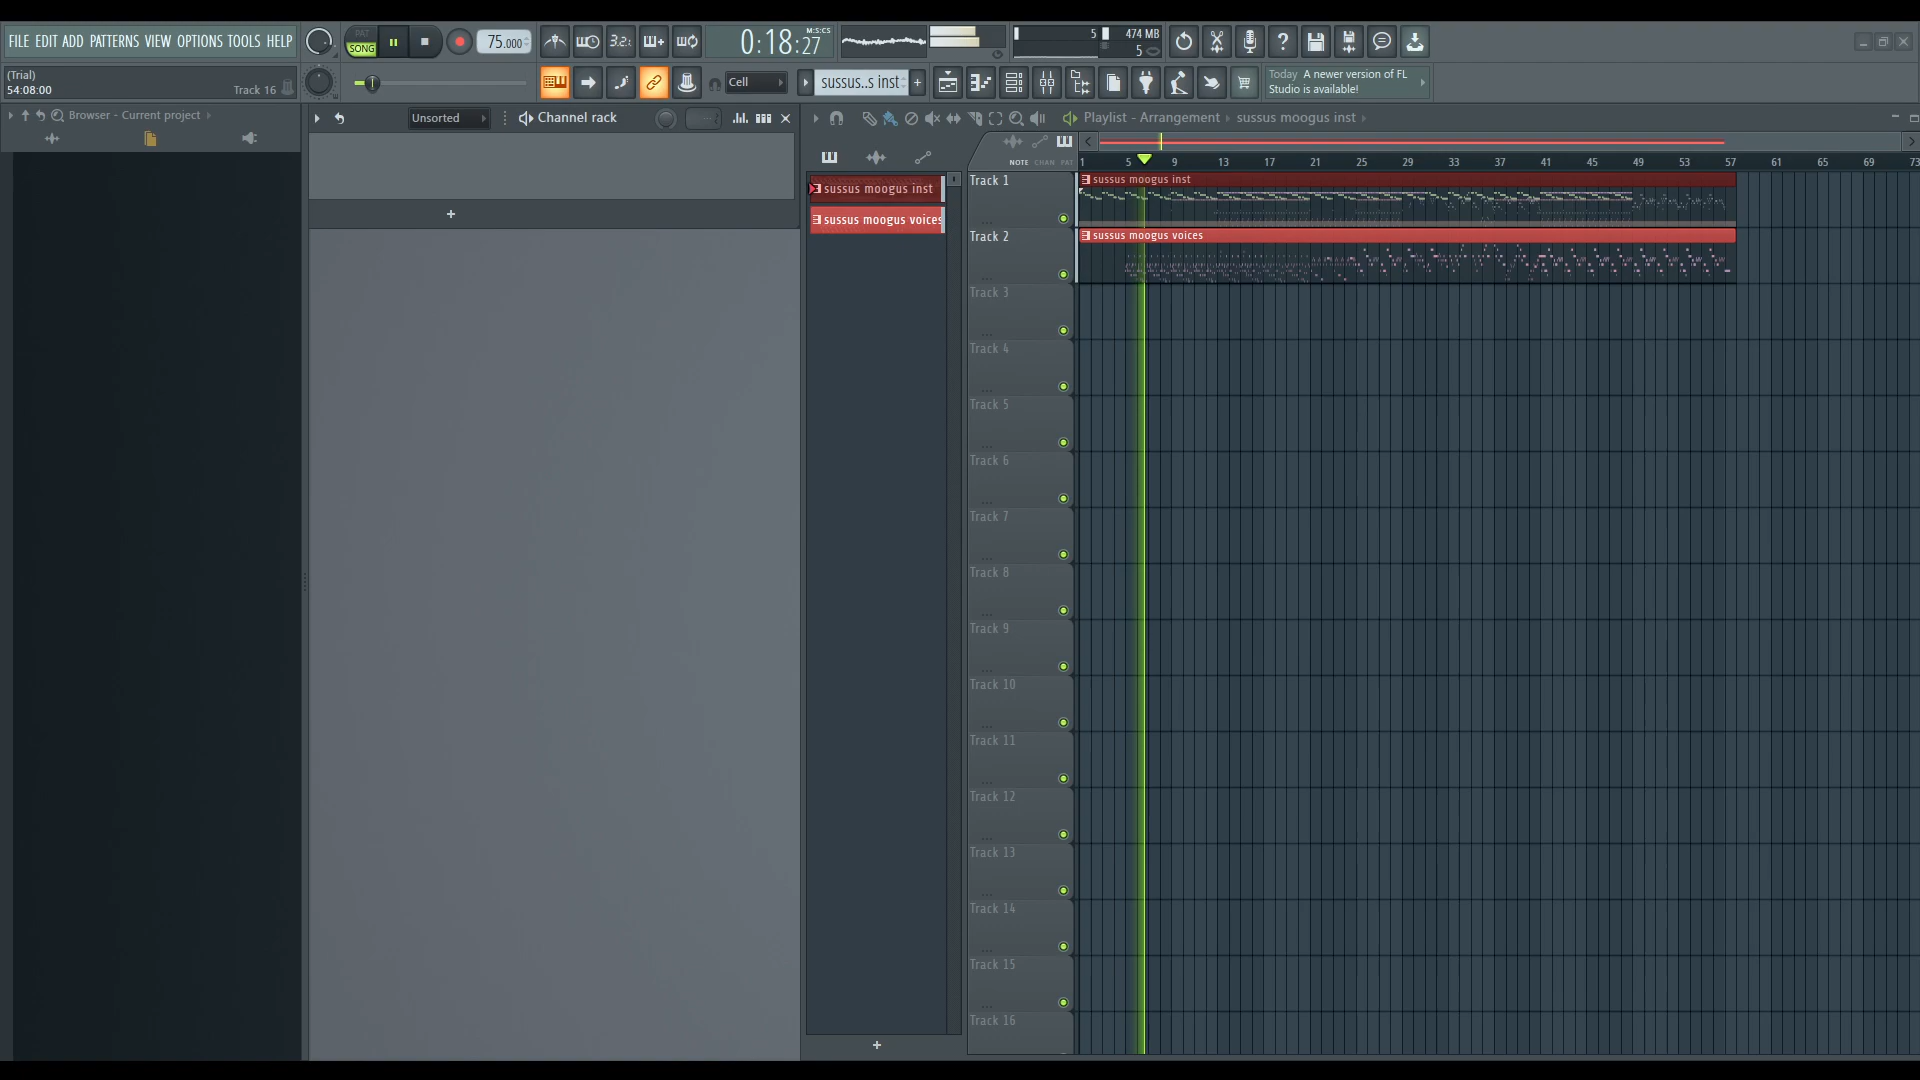 FILE EDIT ADD PATTERNS VIEW OPTIONS TOOLS HELP
PAT
SONG
75.000
3.2.
0:18:27
M:S:CS
5
474 MB
5
(Trial)
54:08:00
Track 16
Cell
sussus..s inst
+
Today A newer version of FL
Studio is available!
Browser - Current project
Unsorted
Channel rack
Playlist - Arrangement › sussus moogus inst
NOTE CHAN PAT
1 5 9 13 17 21 25 29 33 37 41 45 49 53 57 61 65 69 73
sussus moogus inst
sussus moogus voices
Track 1
sussus moogus inst
Track 2
sussus moogus voices
Track 3
Track 4
Track 5
Track 6
Track 7
Track 8
Track 9
Track 10
Track 11
Track 12
Track 13
Track 14
Track 15
Track 16